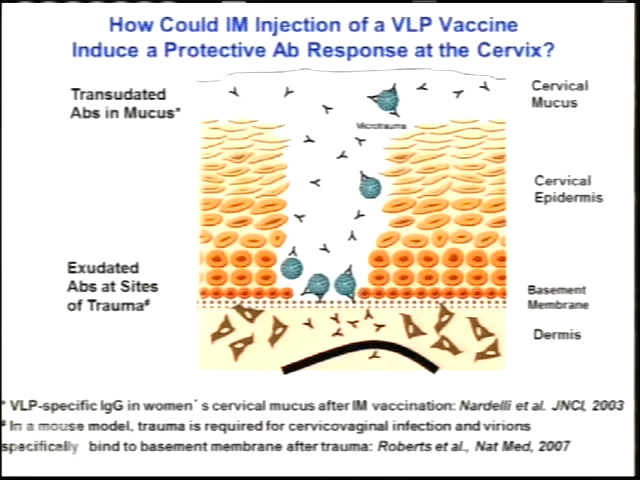 How Could IM Injection of a VLP Vaccine
Induce a Protective Ab Response at the Cervix?
Transudated
Abs in Mucus*
Cervical
Mucus
Microtrauma
Cervical
Epidermis
Exudated
Abs at Sites
of Trauma#
Basement
Membrane
Dermis
* VLP-specific IgG in women's cervical mucus after IM vaccination: Nardelli et al. JNCI, 2003
# In a mouse model, trauma is required for cervicovaginal infection and virions
specifically bind to basement membrane after trauma: Roberts et al., Nat Med, 2007